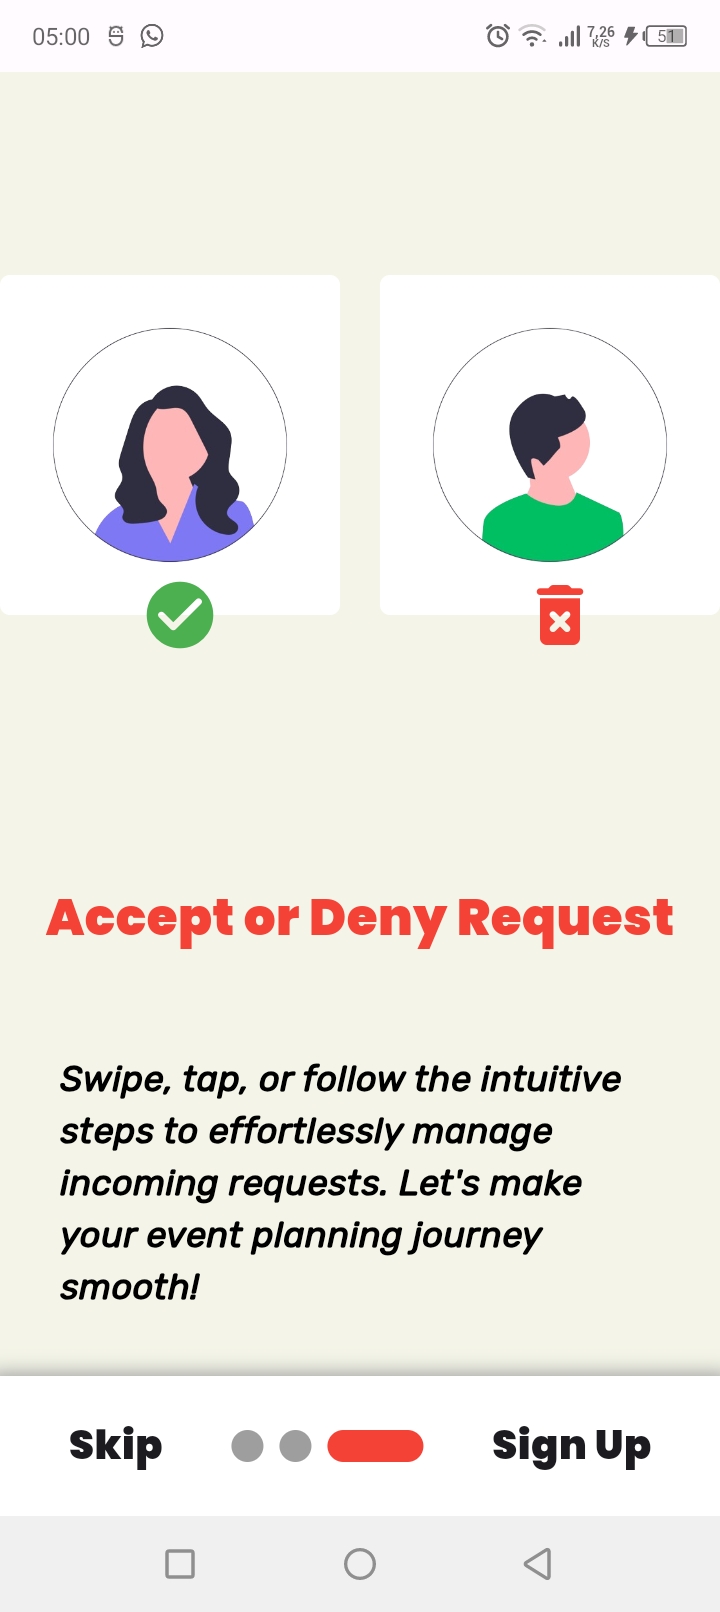 05:00 7,26 K/S 51
Accept or Deny Request
Swipe, tap, or follow the intuitive
steps to effortlessly manage
incoming requests. Let's make
your event planning journey
smooth!
Skip Sign Up